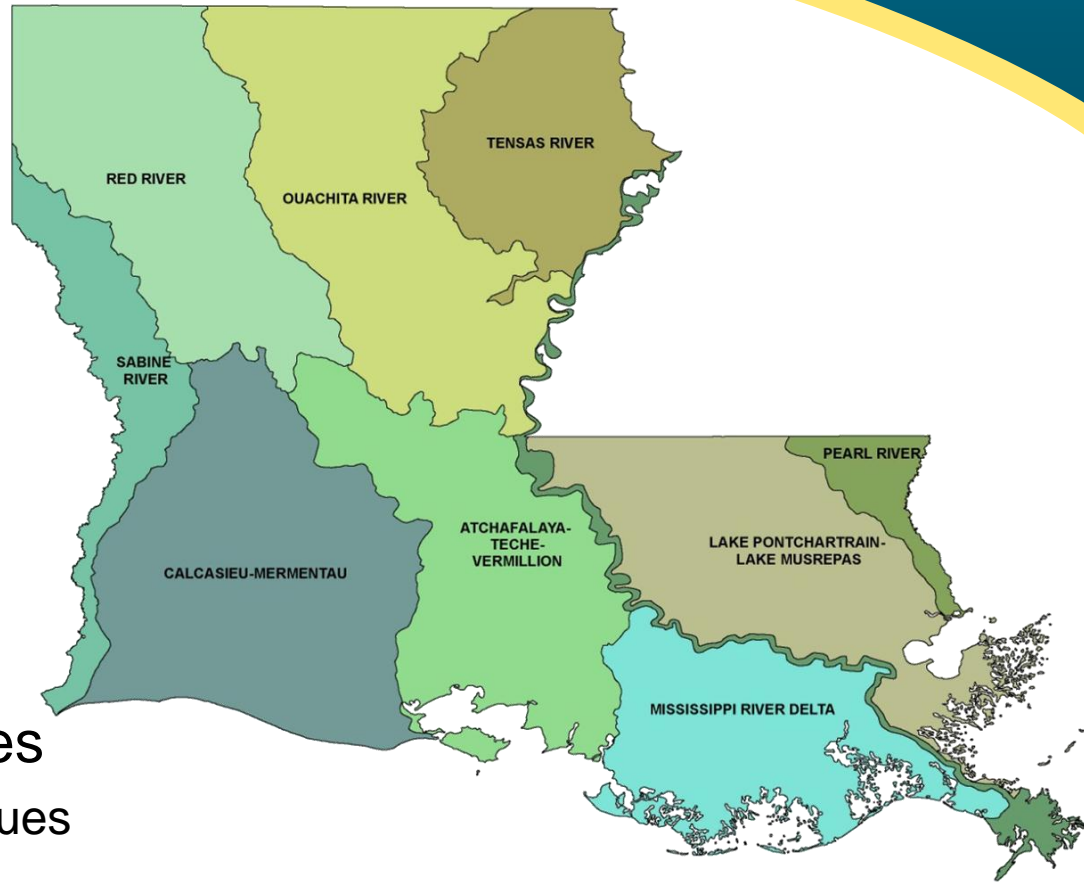 TENSAS RIVER
RED RIVER
OUACHITA RIVER
SABINE
RIVER
PEARL RIVER
ATCHAFALAYA-
TECHE-
VERMILLION
LAKE PONTCHARTRAIN-
LAKE MUSREPAS
CALCASIEU-MERMENTAU
MISSISSIPPI RIVER DELTA
es
ues